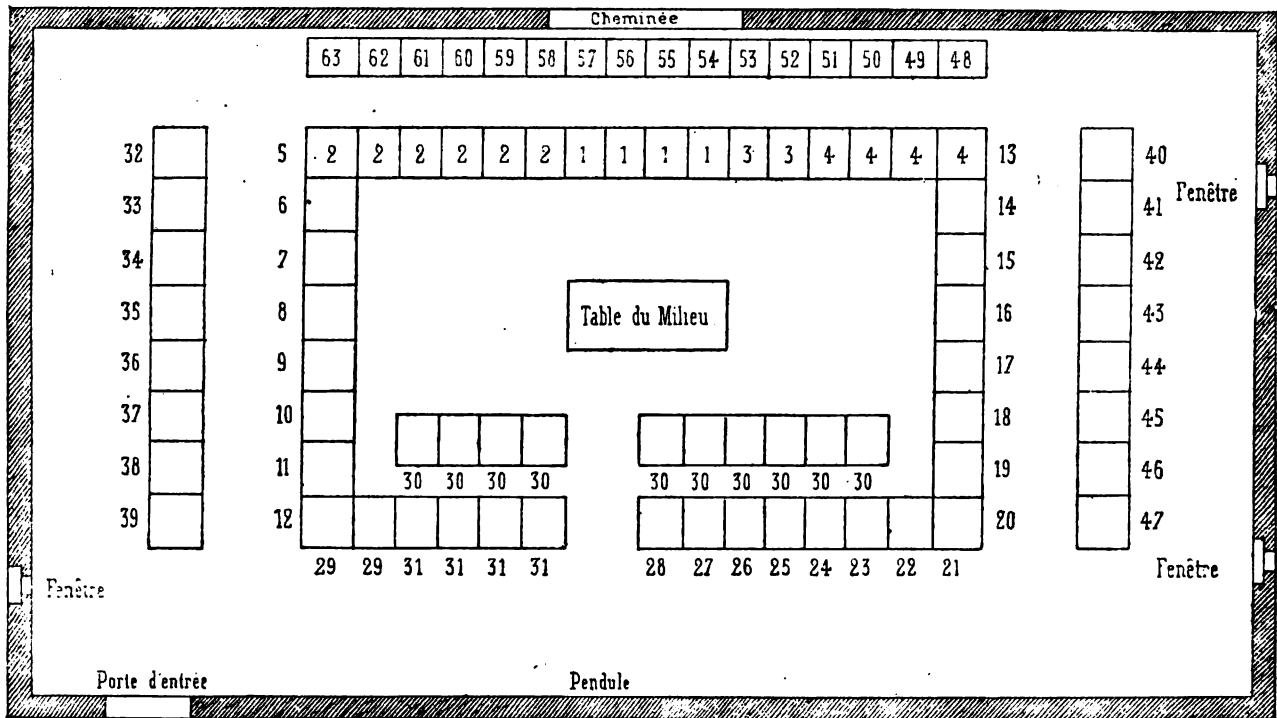 Cheminée
63 62 61 60 59 58 57 56 55 54 53 52 51 50 49 48
32 5 2 2 2 2 2 2 1 1 1 1 3 3 4 4 4 4 13 40
33 6 14 41 Fenêtre
34 7 15 42
35 8 Table du Milieu 16 43
36 9 17 44
37 10 18 45
38 11 19 46
30 30 30 30 30 30 30 30 30 30
39 12 20 47
29 29 31 31 31 31 28 27 26 25 24 23 22 21 Fenêtre
Fenêtre
Porte d'entrée Pendule